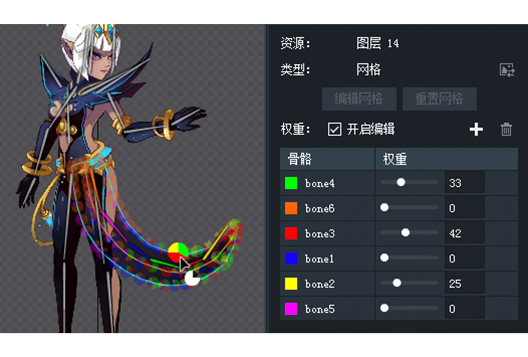 资源： 图层 14
类型： 网格
编辑网格 重置网格
权重： 开启编辑
骨骼 权重
bone4 33
bone6 0
bone3 42
bone1 0
bone2 25
bone5 0